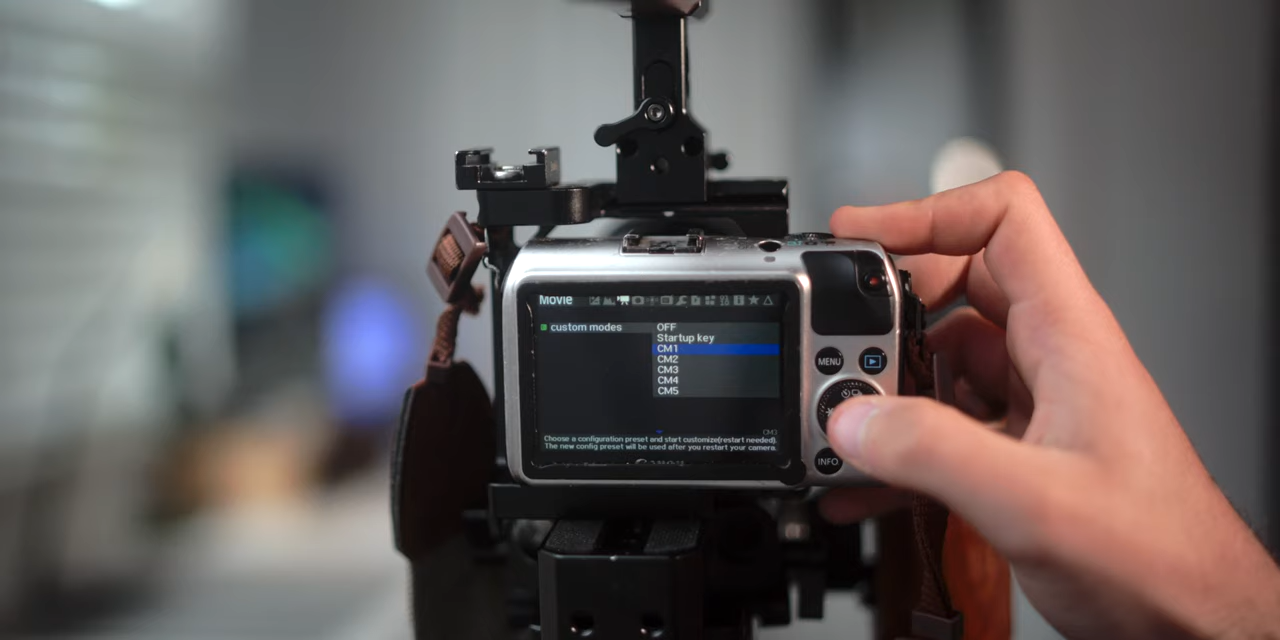 Movie
custom modes OFF
Startup key
CM1
CM2
CM3
CM4
CM5
Choose a configuration preset and start customize(restart needed).
The new config preset will be used after you restart your camera.
MENU
INFO